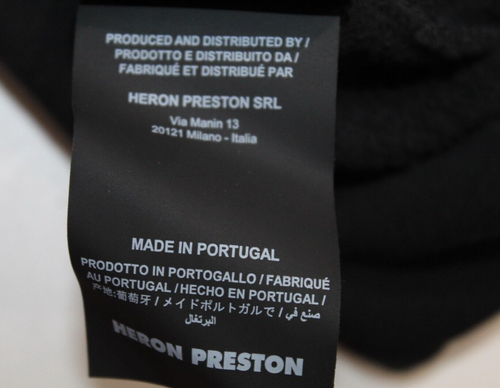 PRODUCED AND DISTRIBUTED BY /
PRODOTTO E DISTRIBUITO DA /
FABRIQUÉ ET DISTRIBUÉ PAR
HERON PRESTON SRL
Via Manin 13
20121 Milano - Italia
MADE IN PORTUGAL
PRODOTTO IN PORTOGALLO / FABRIQUÉ
AU PORTUGAL / HECHO EN PORTUGAL /
产地:葡萄牙 / メイドポルトガルで / صنع في
البرتغال
HERON PRESTON